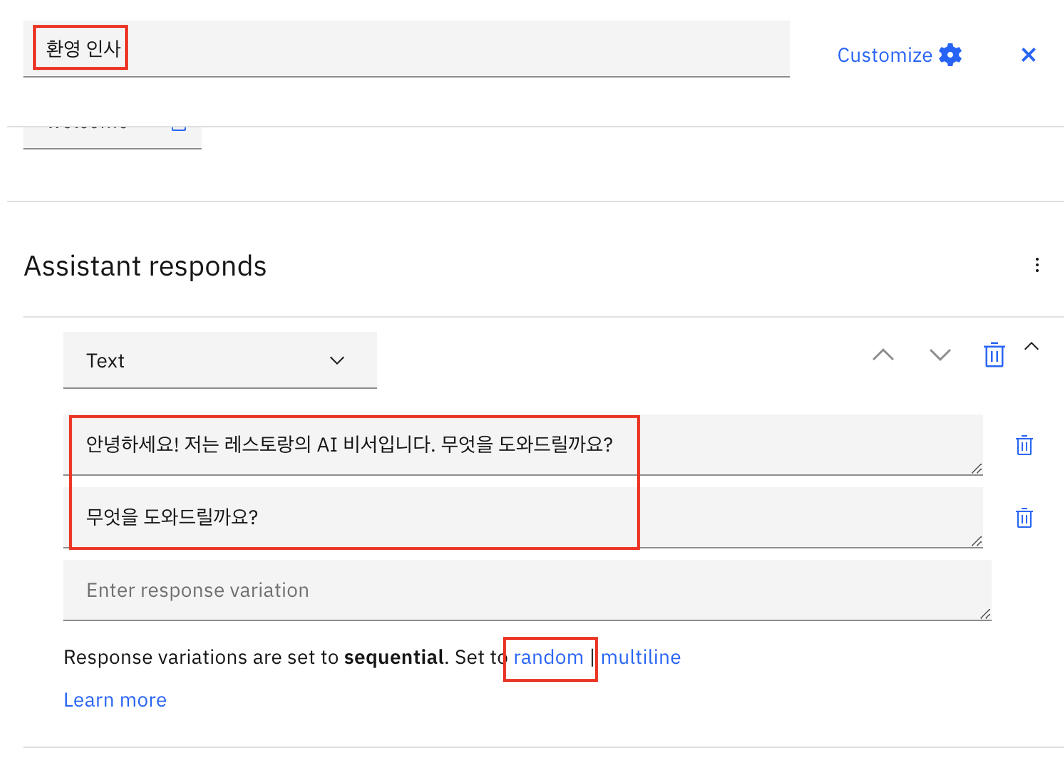 환영 인사
Customize
Assistant responds
Text
안녕하세요! 저는 레스토랑의 AI 비서입니다. 무엇을 도와드릴까요?
무엇을 도와드릴까요?
Enter response variation
Response variations are set to sequential. Set to random | multiline
Learn more